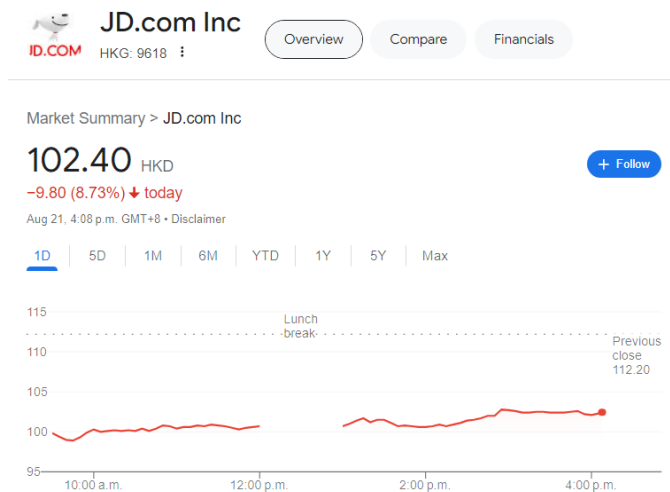 JD.com Inc
JD.COM
HKG: 9618
Overview
Compare
Financials
Market Summary > JD.com Inc
102.40 HKD
+ Follow
−9.80 (8.73%) today
Aug 21, 4:08 p.m. GMT+8 • Disclaimer
1D 5D 1M 6M YTD 1Y 5Y Max
115
Lunch
break
Previous
close
112.20
110
105
100
95
10:00 a.m. 12:00 p.m. 2:00 p.m. 4:00 p.m.